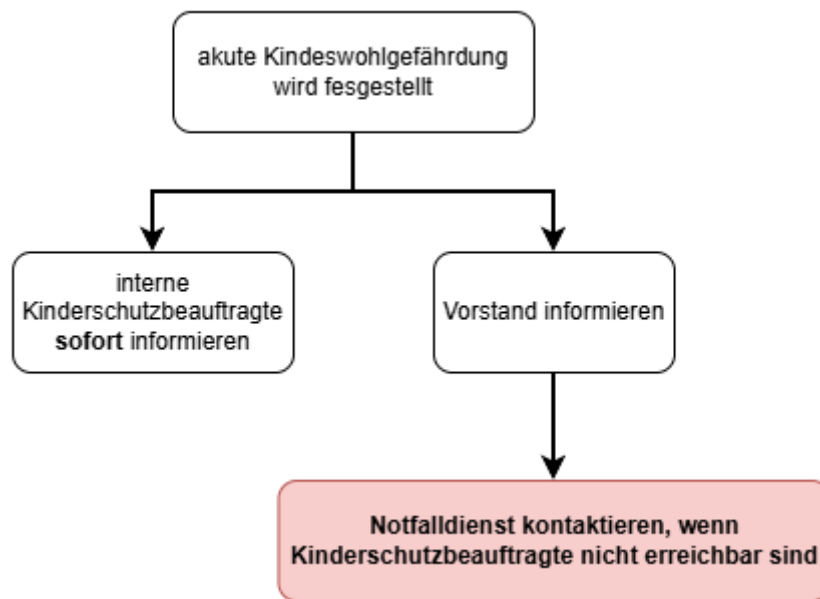 akute Kindeswohlgefährdung
wird fesgestellt
interne
Kinderschutzbeauftragte
sofort informieren
Vorstand informieren
Notfalldienst kontaktieren, wenn
Kinderschutzbeauftragte nicht erreichbar sind